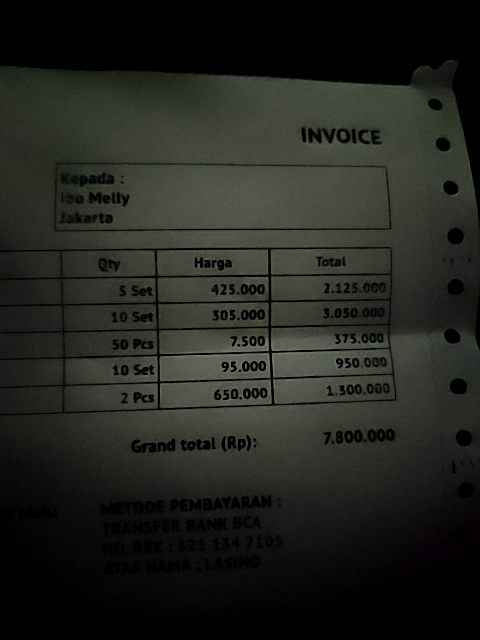 INVOICE
Kepada :
Ibu Melly
Jakarta
Qty Harga Total
5 Set 425.000 2.125.000
10 Set 305.000 3.050.000
50 Pcs 7.500 375.000
10 Set 95.000 950.000
2 Pcs 650.000 1.300.000
Grand total (Rp): 7.800.000
oleh: METODE PEMBAYARAN :
TRANSFER BANK BCA
NO. REK : 521 134 7105
ATAS NAMA : LASINO